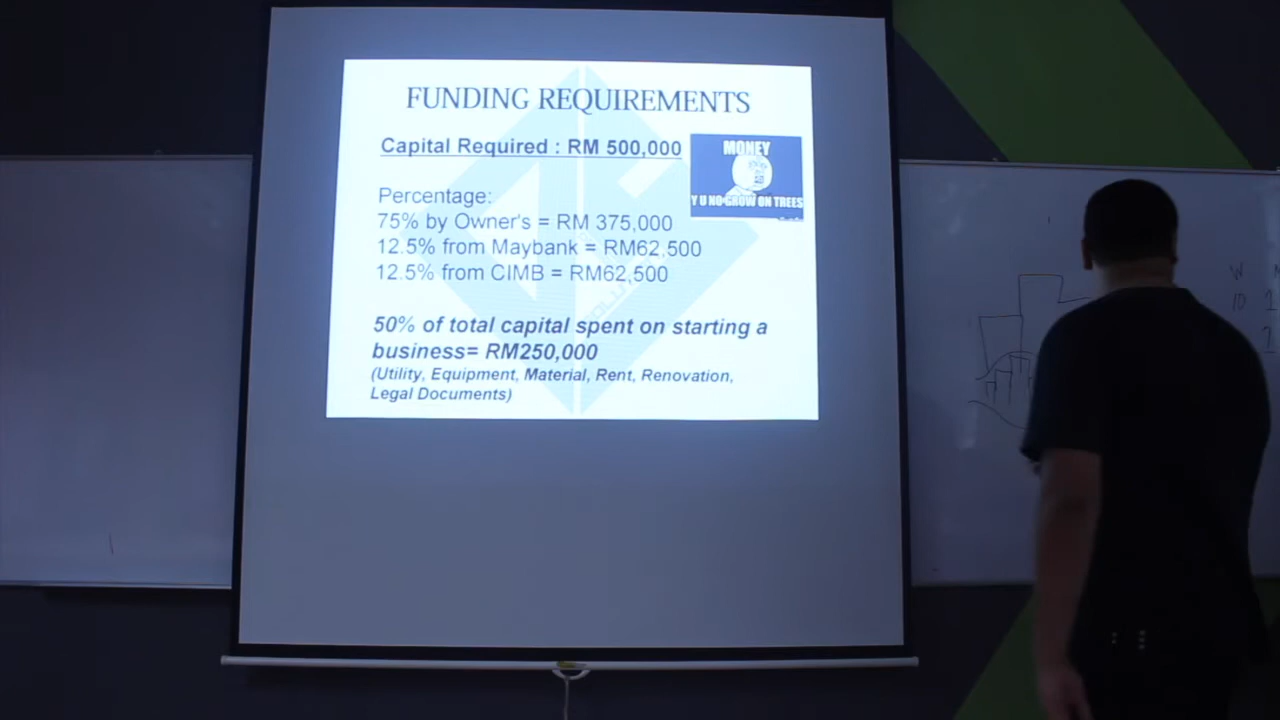 FUNDING REQUIREMENTS
Capital Required : RM 500,000
MONEY
Y U NO GROW ON TREES
Percentage:
75% by Owner's = RM 375,000
12.5% from Maybank = RM62,500
12.5% from CIMB = RM62,500
50% of total capital spent on starting a
business= RM250,000
(Utility, Equipment, Material, Rent, Renovation,
Legal Documents)
W
10